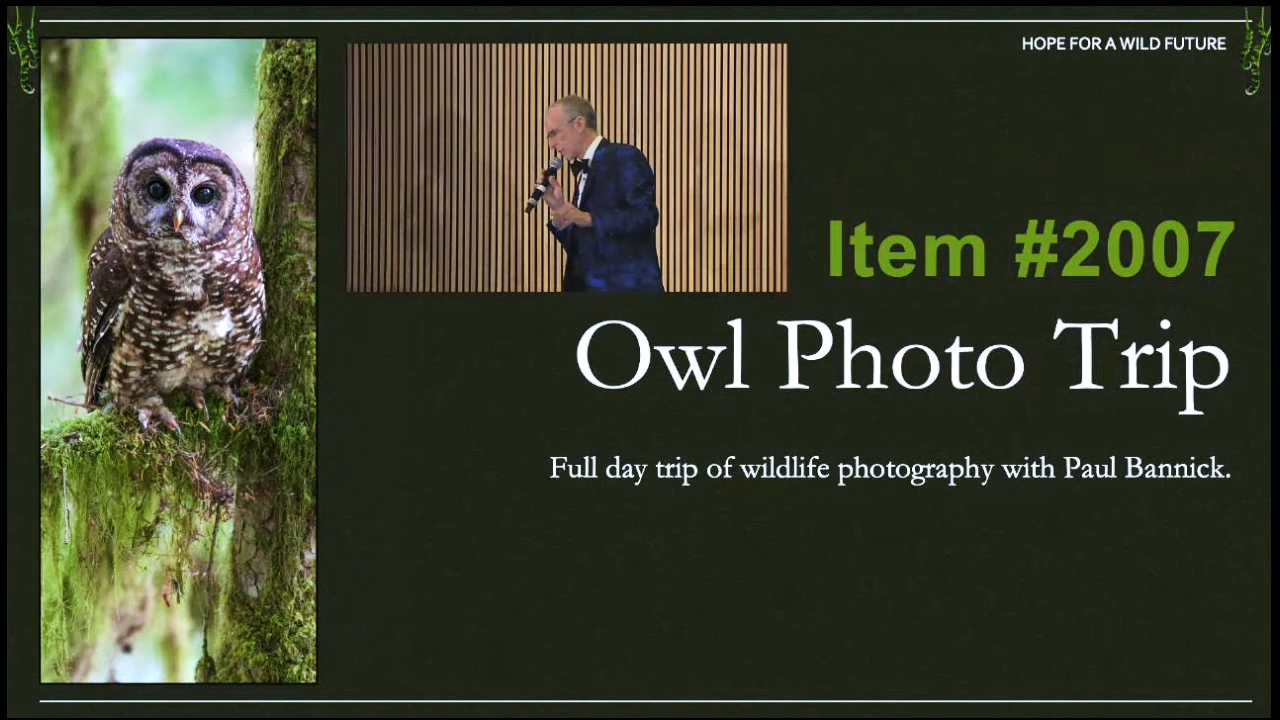 HOPE FOR A WILD FUTURE
Item #2007
Owl Photo Trip
Full day trip of wildlife photography with Paul Bannick.